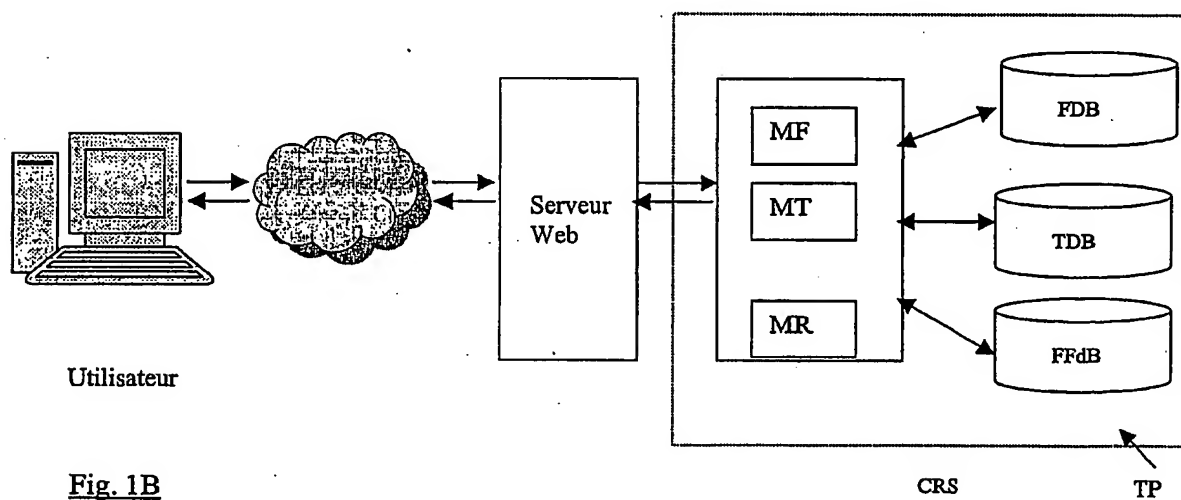 FDB
MF
Serveur
Web
MT
TDB
MR
FFdB
Utilisateur
Fig. 1B
CRS
TP